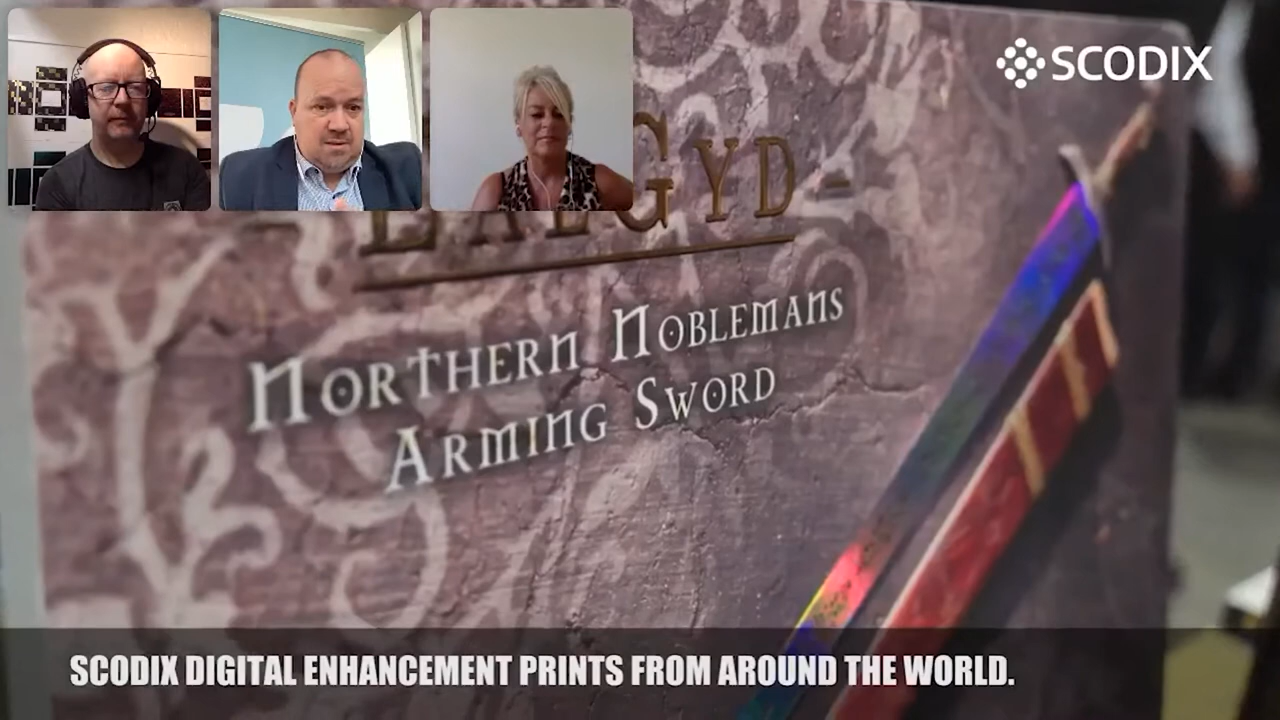 SCODIX
NORTHERN NOBLEMANS
ARMING SWORD
SCODIX DIGITAL ENHANCEMENT PRINTS FROM AROUND THE WORLD.